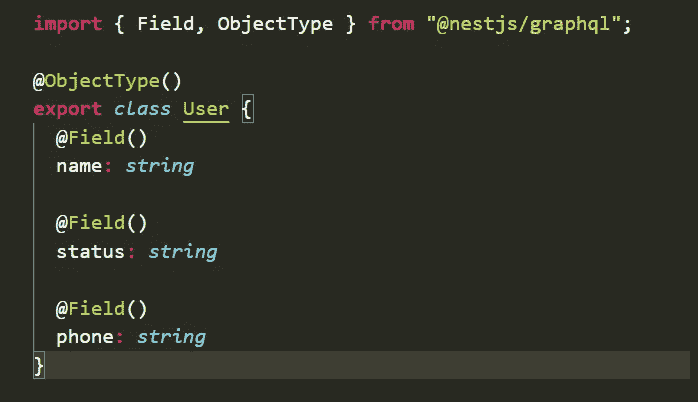 import { Field, ObjectType } from "@nestjs/graphql";
@ObjectType()
export class User {
@Field()
name: string
@Field()
status: string
@Field()
phone: string
}